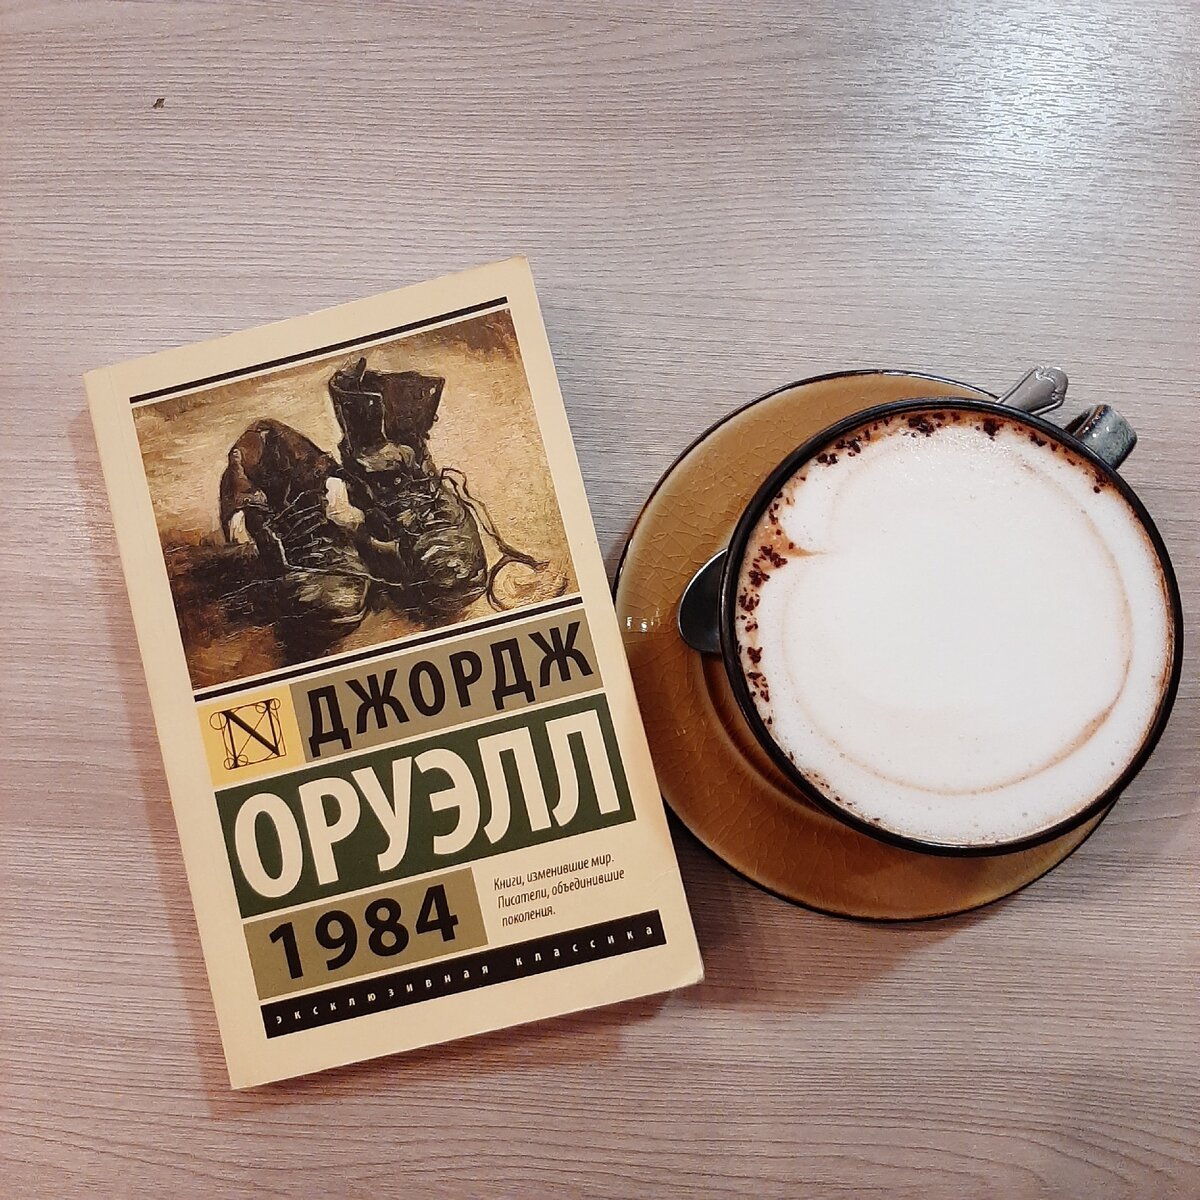 N ДЖОРДЖ
ОРУЭЛЛ
1984
Книги, изменившие мир.
Писатели, объединившие
поколения.
эксклюзивная классика